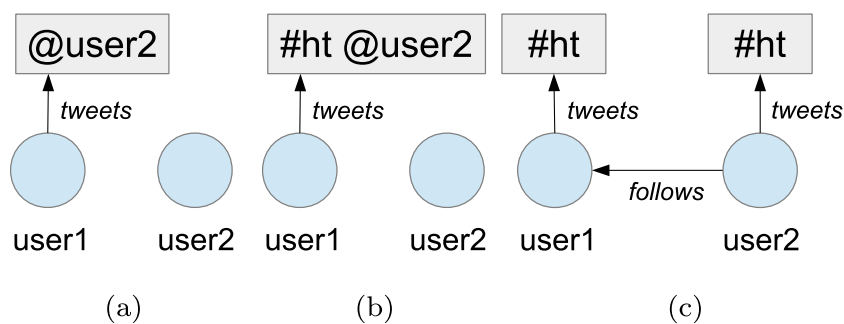 @user2 #ht @user2 #ht #ht
tweets tweets tweets tweets
follows
user1 user2 user1 user2 user1 user2
(a) (b) (c)